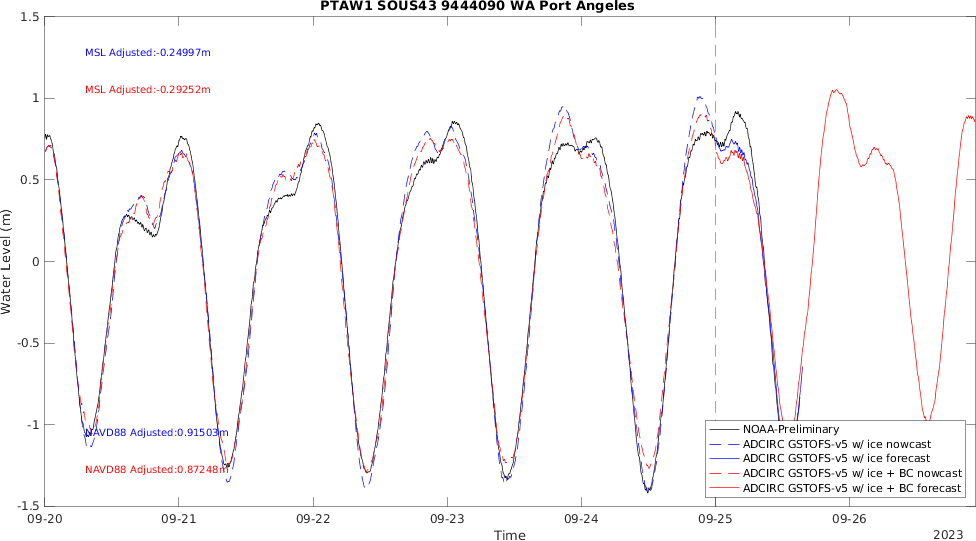 PTAW1 SOUS43 9444090 WA Port Angeles
1.5
1
0.5
0
-0.5
-1
-1.5
Water Level (m)
MSL Adjusted:-0.24997m
MSL Adjusted:-0.29252m
NAVD88 Adjusted:0.91503m
NAVD88 Adjusted:0.87248m
NOAA-Preliminary
ADCIRC GSTOFS-v5 w/ ice nowcast
ADCIRC GSTOFS-v5 w/ ice forecast
ADCIRC GSTOFS-v5 w/ ice + BC nowcast
ADCIRC GSTOFS-v5 w/ ice + BC forecast
09-20 09-21 09-22 09-23 09-24 09-25 09-26
Time
2023